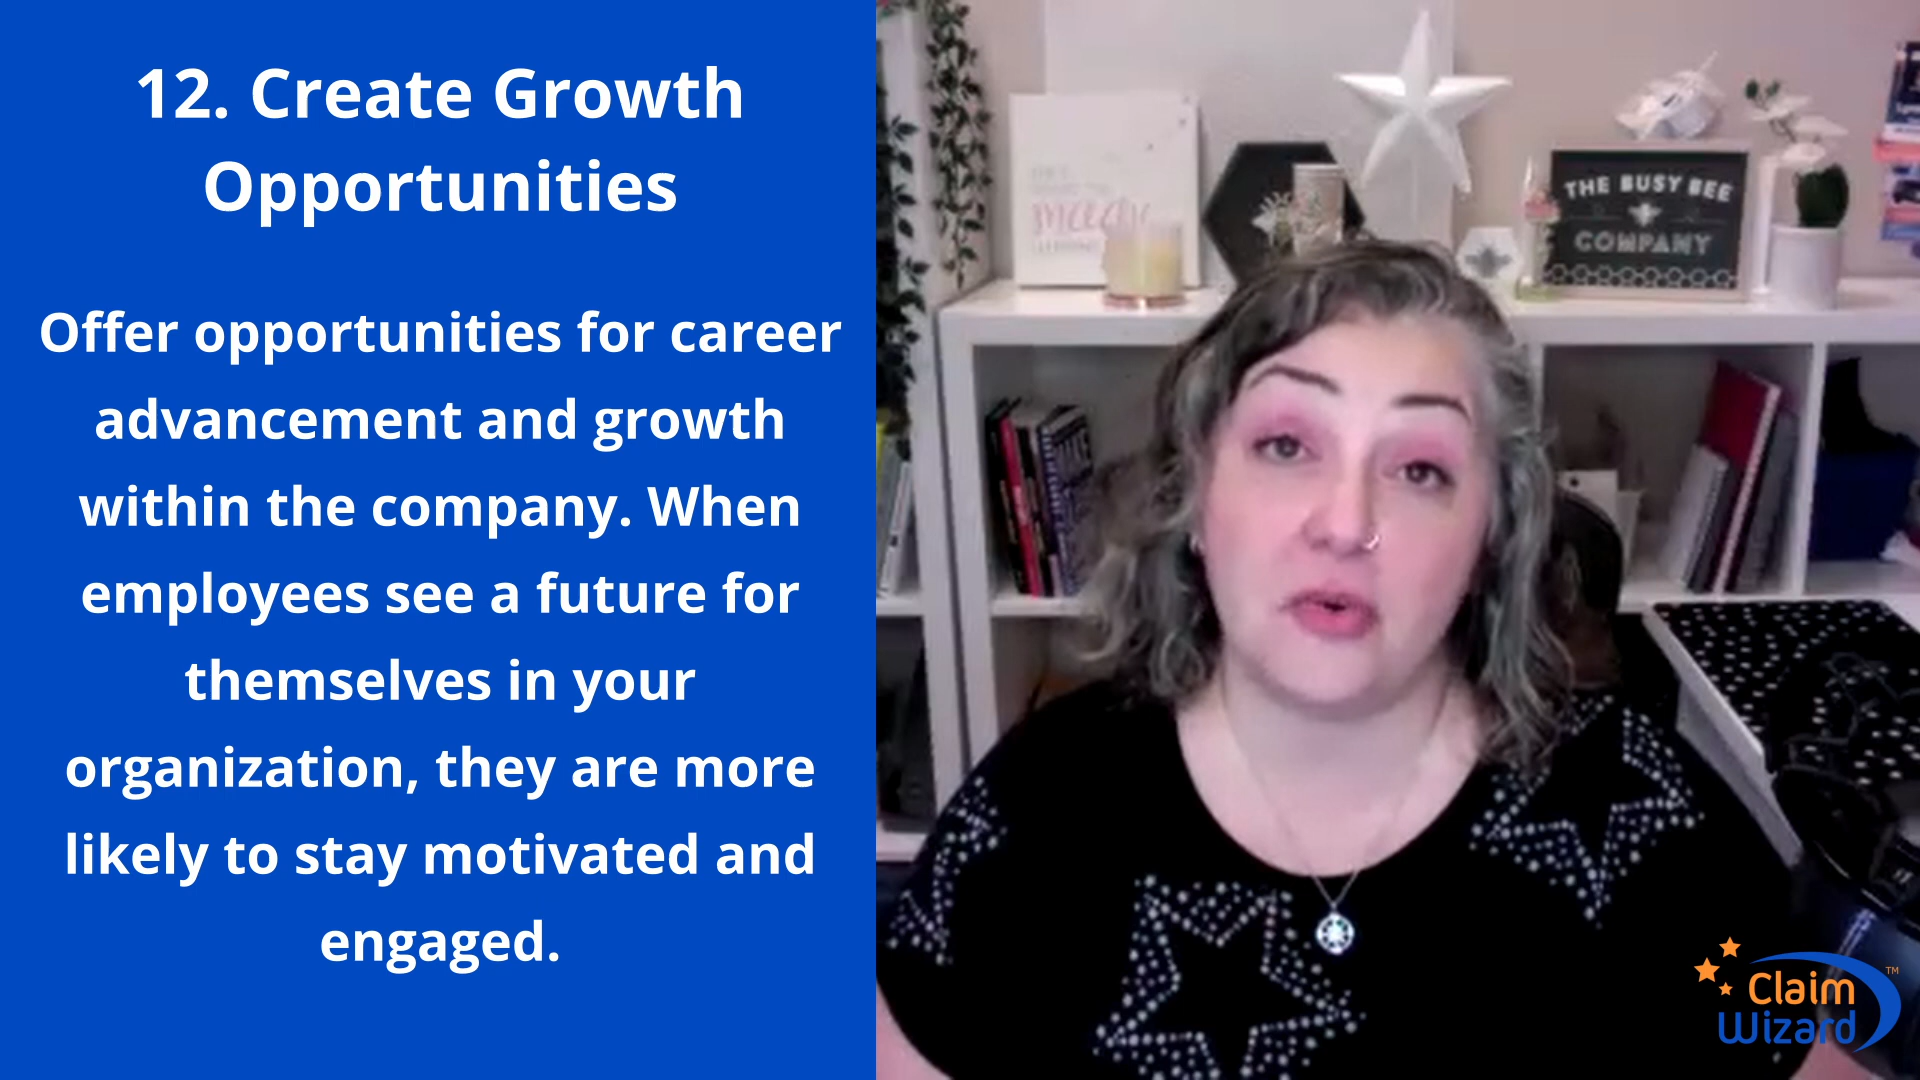 12. Create Growth
Opportunities
Offer opportunities for career
advancement and growth
within the company. When
employees see a future for
themselves in your
organization, they are more
likely to stay motivated and
engaged.
THE BUSY BEE
COMPANY
Claim
Wizard
TM